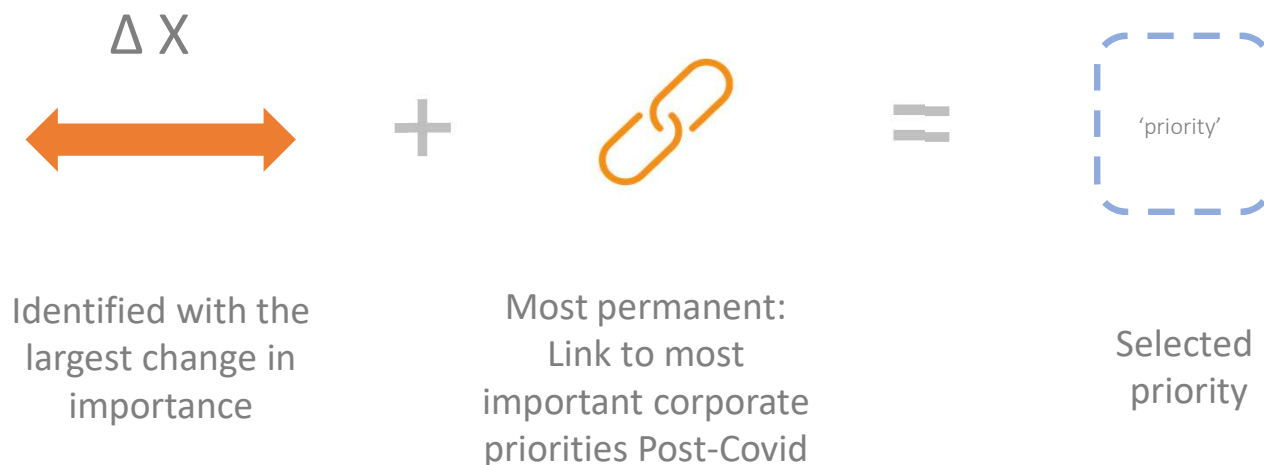 Δ X
+
=
‘priority’
Identified with the
largest change in
importance
Most permanent:
Link to most
important corporate
priorities Post-Covid
Selected
priority